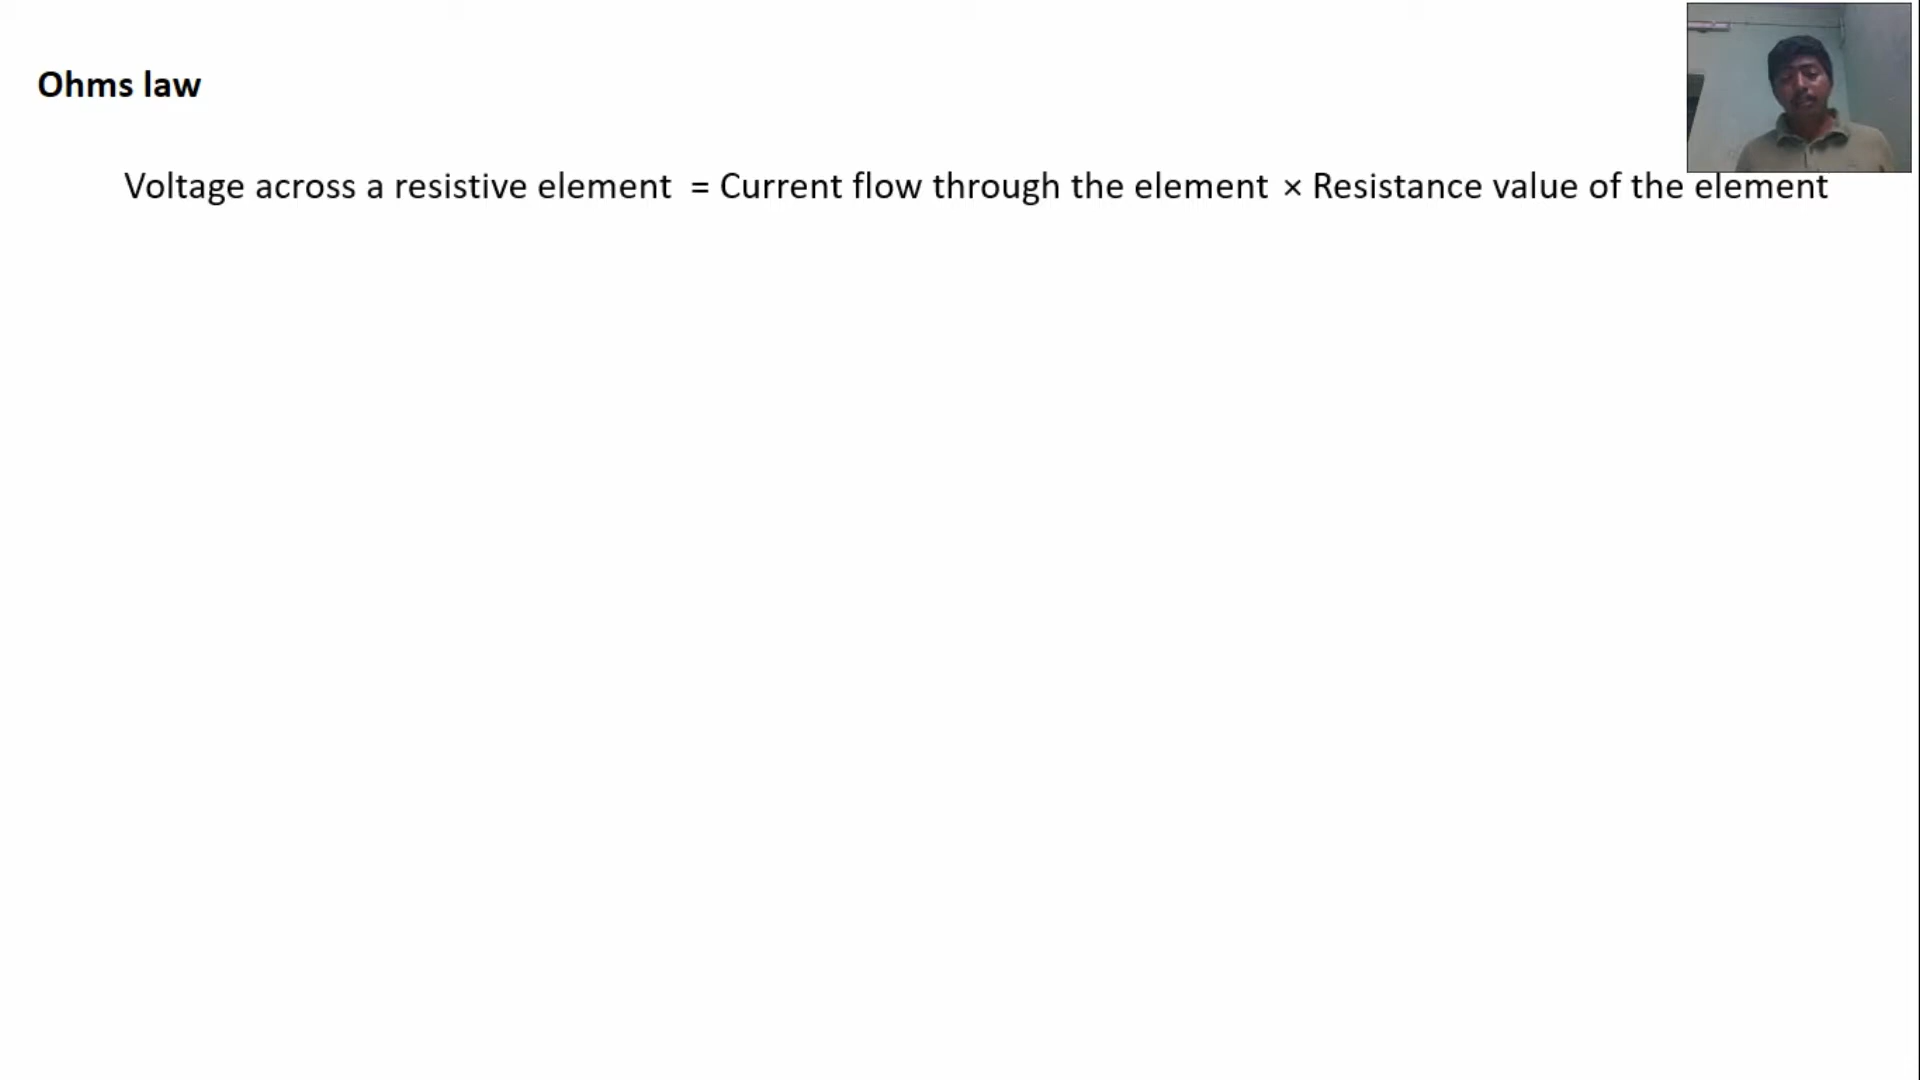 Ohms law
Voltage across a resistive element = Current flow through the element × Resistance value of the element